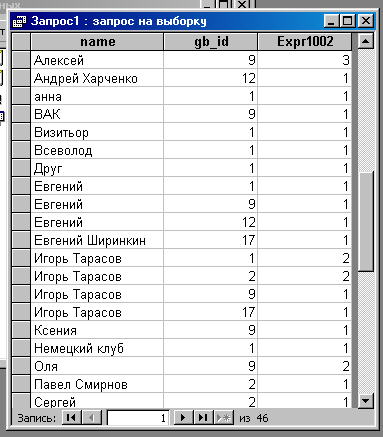 Запрос1 : запрос на выборку
name gb_id Expr1002
Алексей 9 3
Андрей Харченко 12 1
анна 1 1
ВАК 9 1
Визитьор 1 1
Всеволод 1 1
Друг 1 1
Евгений 1 1
Евгений 9 1
Евгений 12 1
Евгений Ширинкин 17 1
Игорь Тарасов 1 2
Игорь Тарасов 2 2
Игорь Тарасов 9 1
Игорь Тарасов 17 1
Ксения 9 1
Немецкий клуб 1 1
Оля 9 2
Павел Смирнов 2 1
Сергей 2 1
Запись: 1 из 46